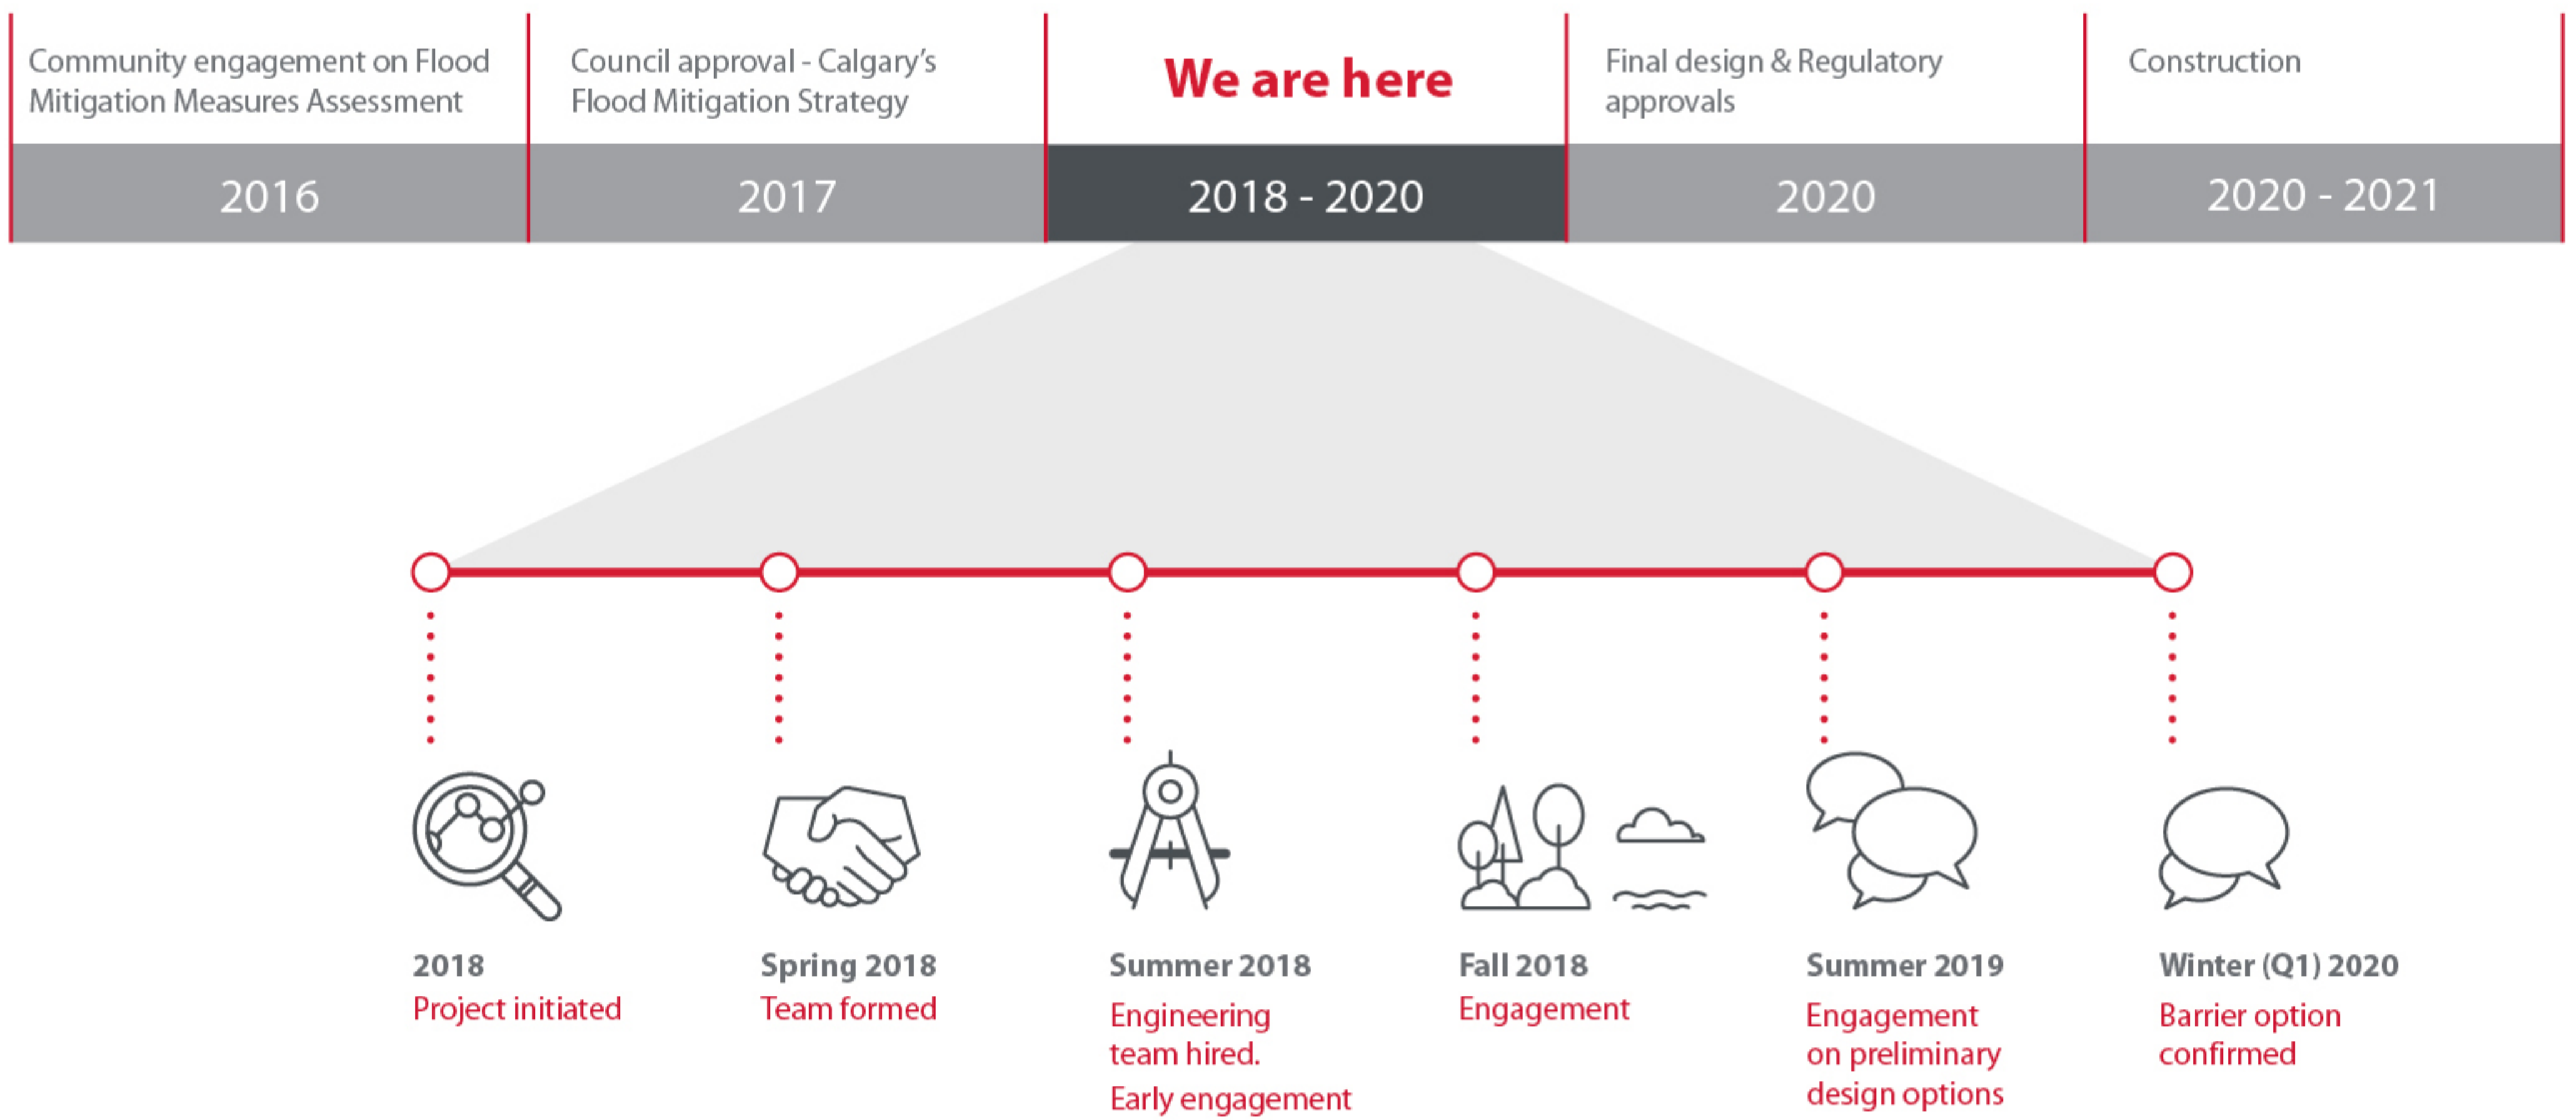 Community engagement on Flood
Mitigation Measures Assessment
2016
Council approval - Calgary's
Flood Mitigation Strategy
2017
We are here
2018 - 2020
Final design & Regulatory
approvals
2020
Construction
2020 - 2021
2018
Project initiated
Spring 2018
Team formed
Summer 2018
Engineering
team hired.
Early engagement
Fall 2018
Engagement
Summer 2019
Engagement
on preliminary
design options
Winter (Q1) 2020
Barrier option
confirmed